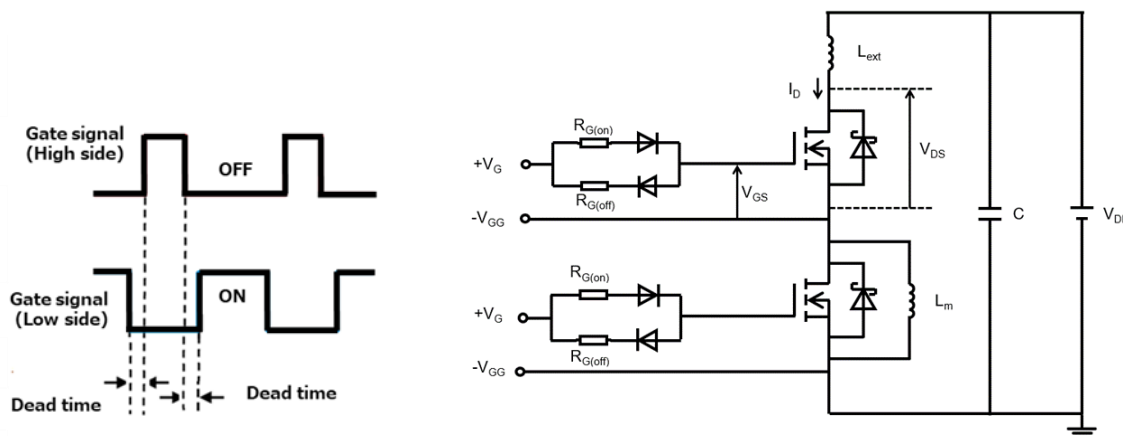 Gate signal
(High side)
OFF
Gate signal
(Low side)
ON
Dead time
Dead time
L_ext
I_D
R_G(on)
+V_G
R_G(off)
V_GS
V_DS
-V_GG
C
R_G(on)
L_m
+V_G
R_G(off)
-V_GG